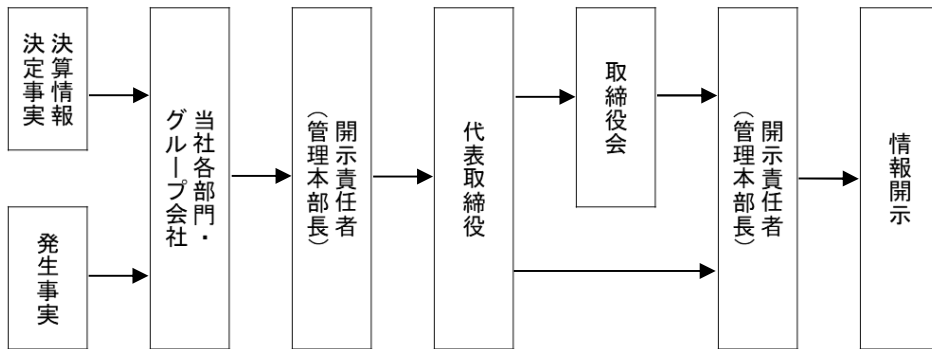 決算情報
決定事実
発生事実
当社各部門・
グループ会社
開示責任者
（管理本部長）
代表取締役
取締役会
開示責任者
（管理本部長）
情報開示